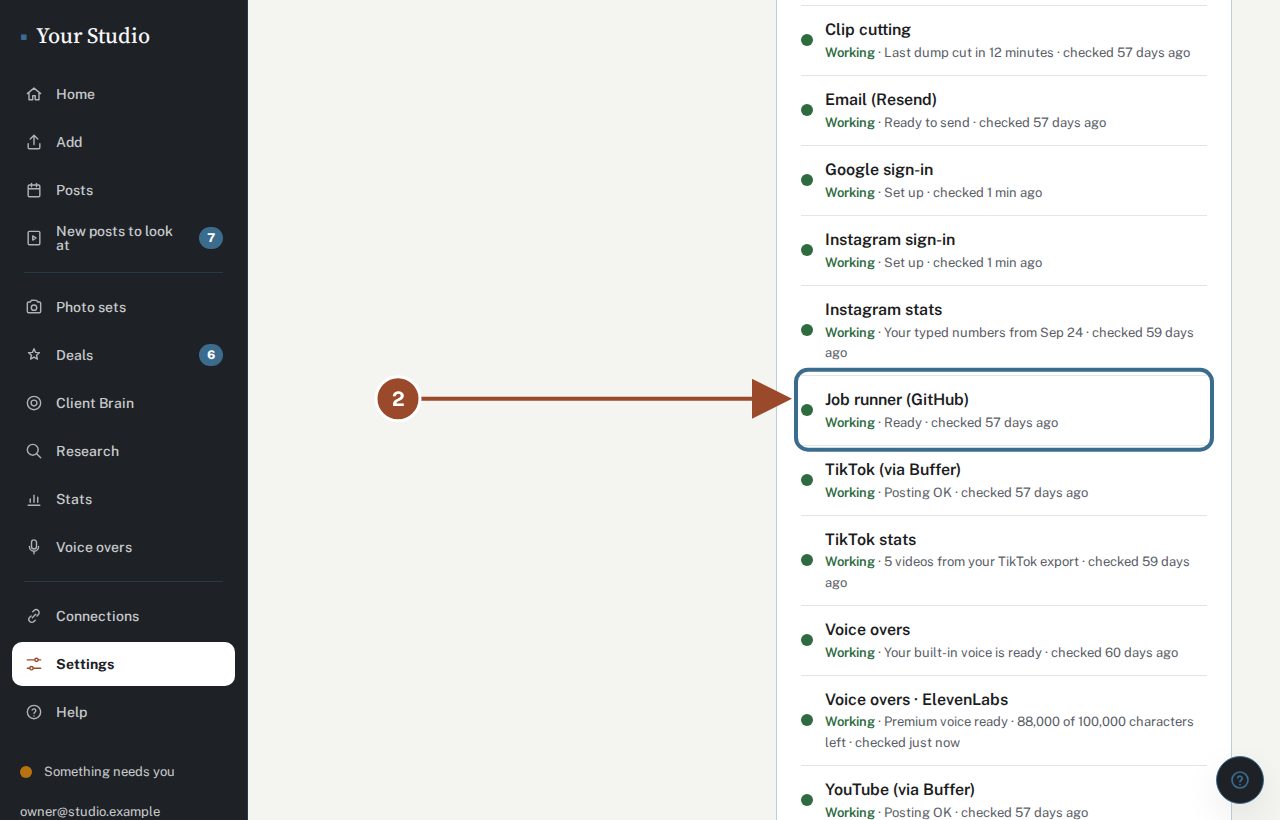 Your Studio
Home
Add
Posts
New posts to look
at
7
Photo sets
Deals
6
Client Brain
Research
Stats
Voice overs
Connections
Settings
Help
Something needs you
owner@studio.example
2
Clip cutting
Working · Last dump cut in 12 minutes · checked 57 days ago
Email (Resend)
Working · Ready to send · checked 57 days ago
Google sign-in
Working · Set up · checked 1 min ago
Instagram sign-in
Working · Set up · checked 1 min ago
Instagram stats
Working · Your typed numbers from Sep 24 · checked 59 days
ago
Job runner (GitHub)
Working · Ready · checked 57 days ago
TikTok (via Buffer)
Working · Posting OK · checked 57 days ago
TikTok stats
Working · 5 videos from your TikTok export · checked 59 days
ago
Voice overs
Working · Your built-in voice is ready · checked 60 days ago
Voice overs · ElevenLabs
Working · Premium voice ready · 88,000 of 100,000 characters
left · checked just now
YouTube (via Buffer)
Working · Posting OK · checked 57 days ago